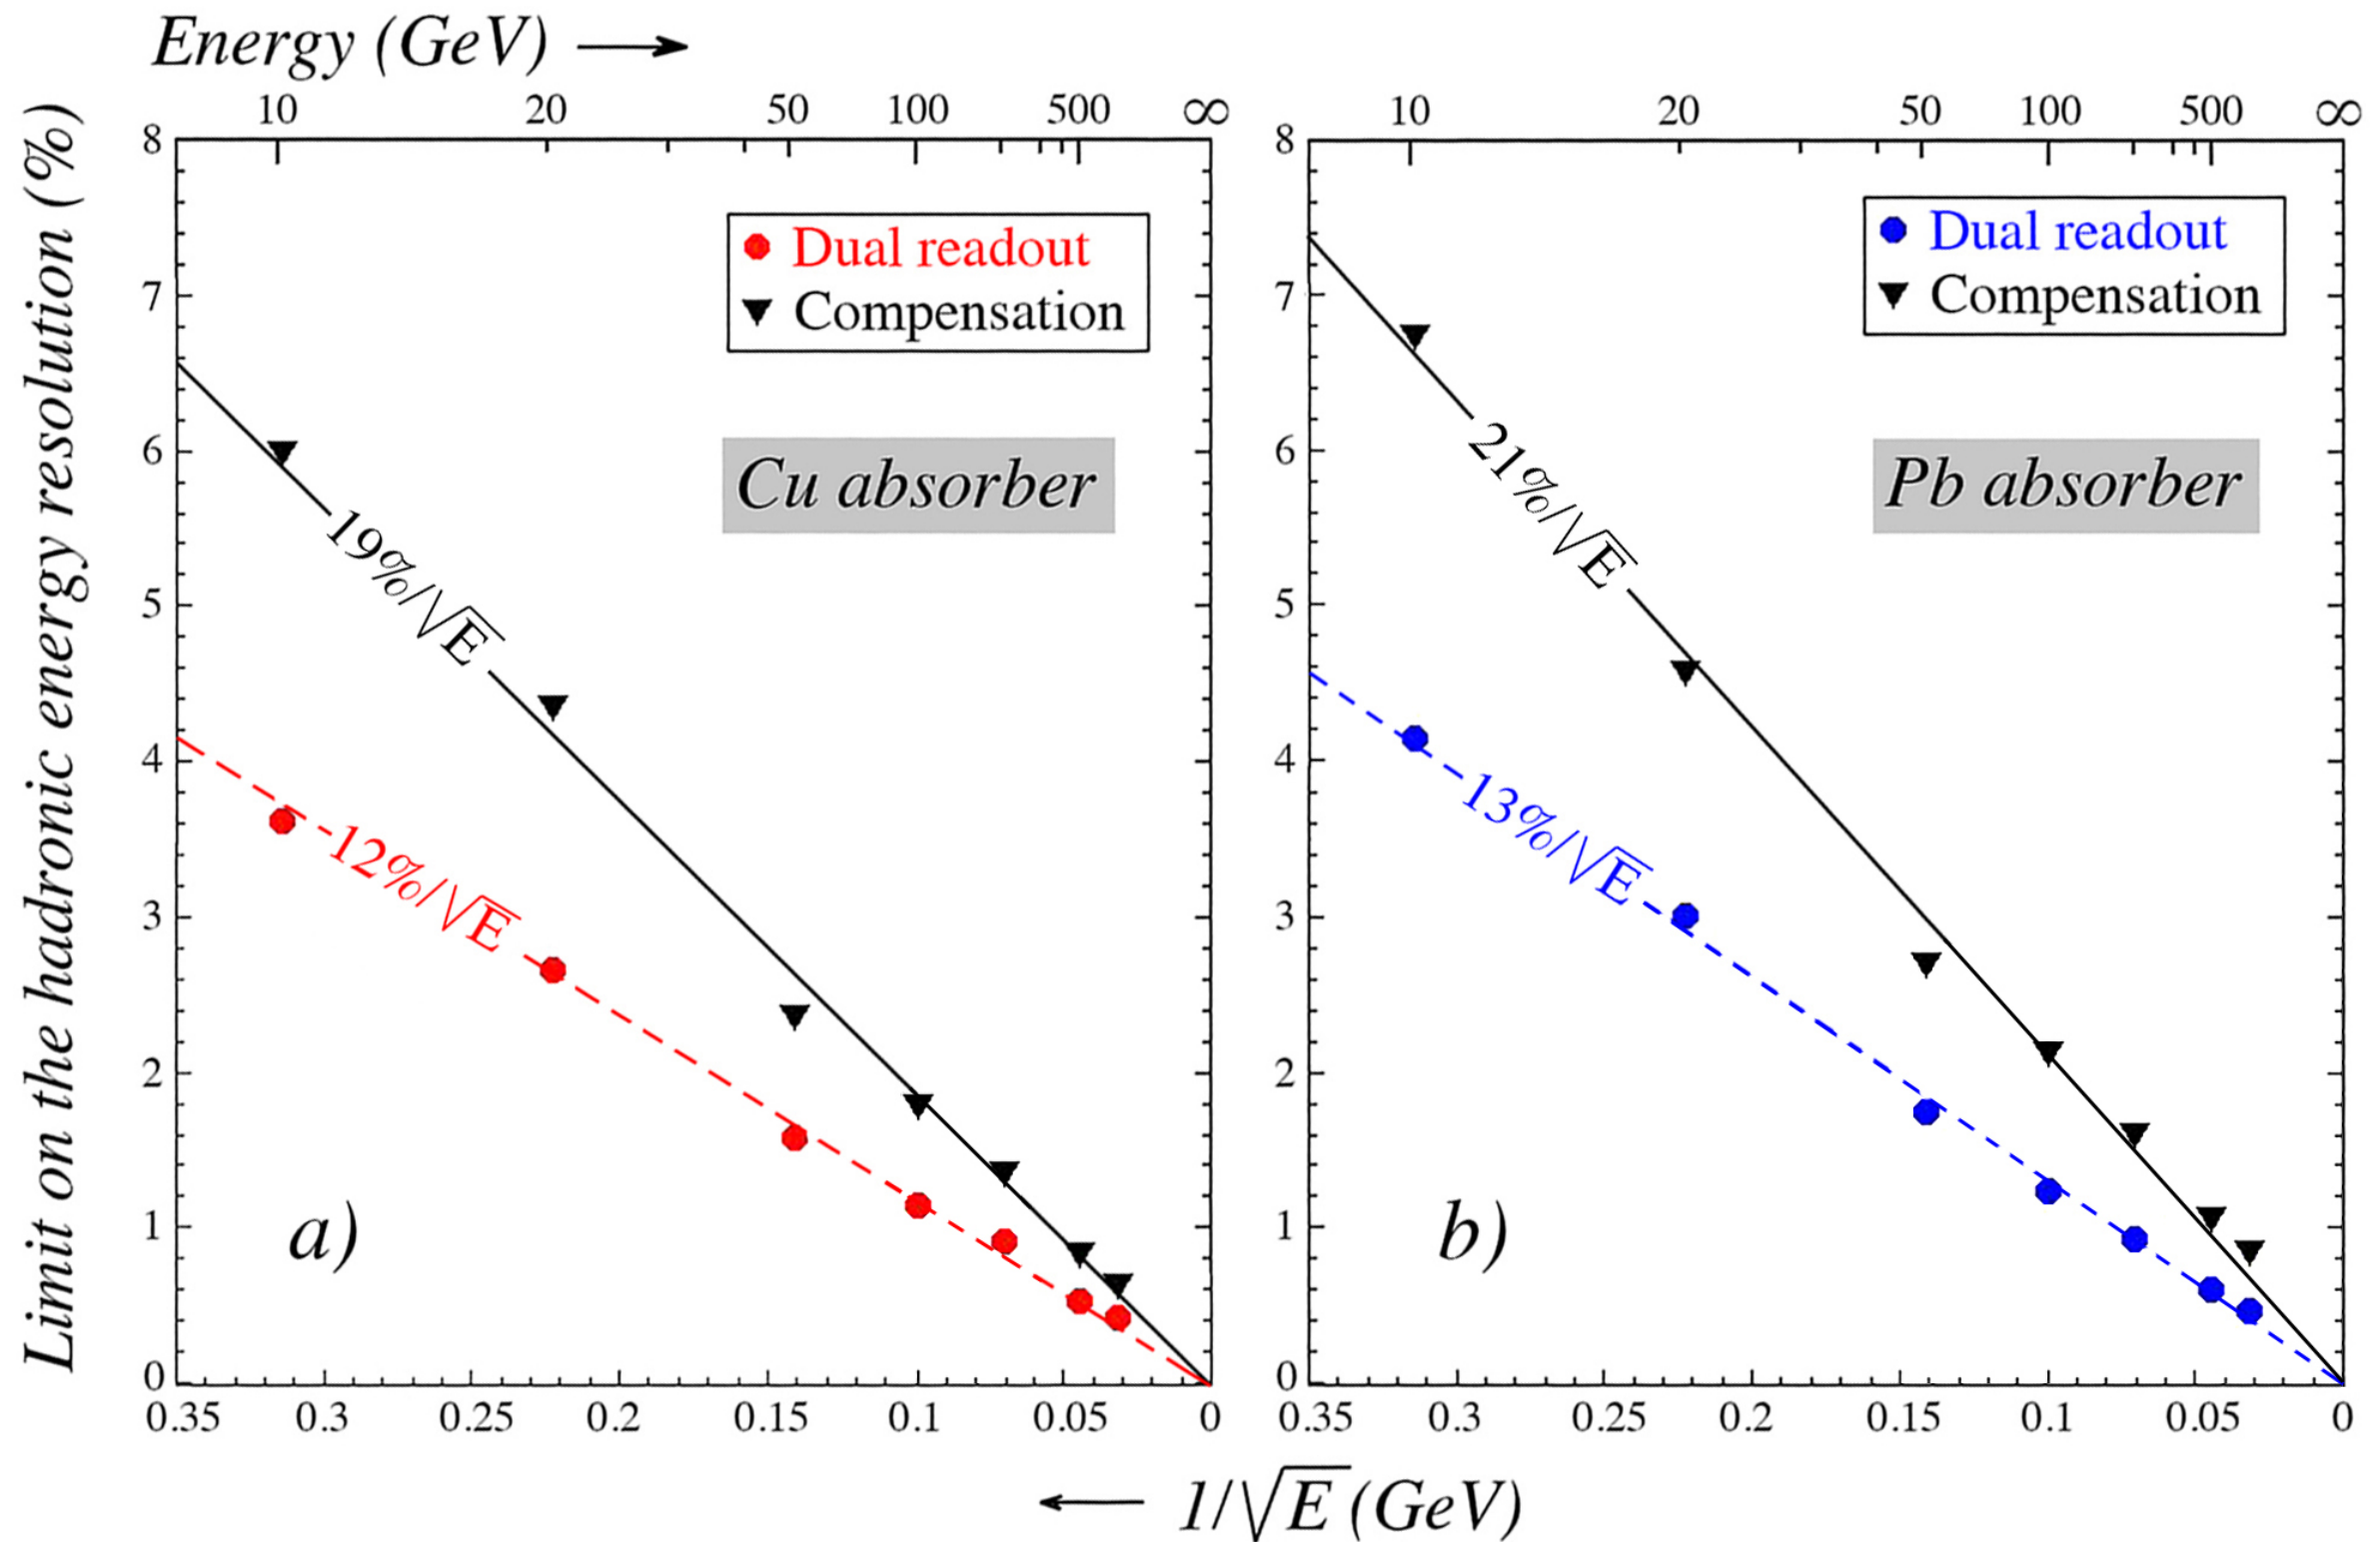 Energy (GeV) →
10 20 50 100 500 ∞
10 20 50 100 500 ∞
Limit on the hadronic energy resolution (%)
8
7
6
5
4
3
2
1
0
Dual readout
Compensation
Cu absorber
19%/√E
12%/√E
a)
0.35 0.3 0.25 0.2 0.15 0.1 0.05 0
8
7
6
5
4
3
2
1
0
Dual readout
Compensation
Pb absorber
21%/√E
13%/√E
b)
0.35 0.3 0.25 0.2 0.15 0.1 0.05 0
← 1/√E (GeV)